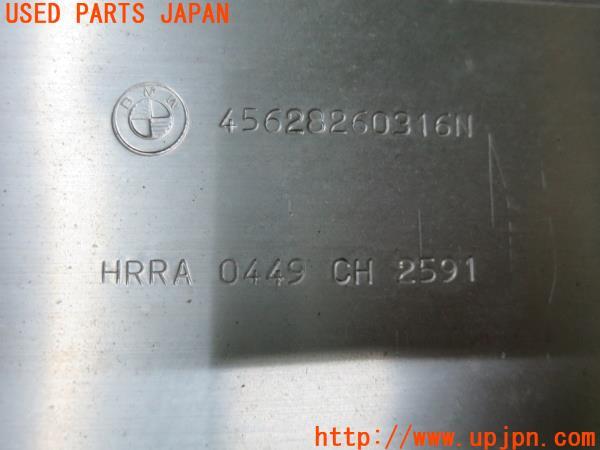 USED PARTS JAPAN
BMW
45628260316N
HRRA 0449 CH 2591
http://www.upjpn.com